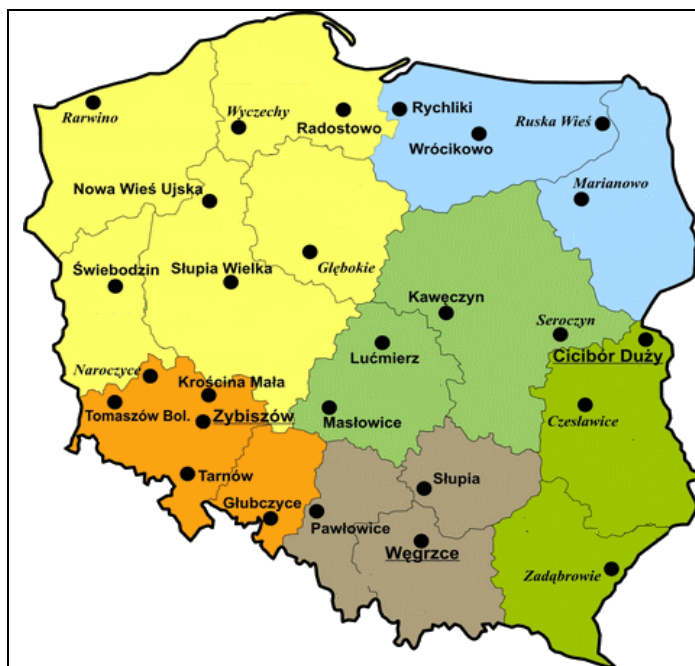 Rarwino
Wyczechy
Radostowo
Rychliki
Wrócikowo
Ruska Wieś
Nowa Wieś Ujska
Marianowo
Świebodzin
Słupia Wielka
Głębokie
Kawęczyn
Seroczyn
Lućmierz
Cicibór Duży
Naroczyce
Krościna Mała
Tomaszów Bol.
Zybiszów
Masłowice
Czesławice
Tarnów
Słupia
Głubczyce
Pawłowice
Węgrzce
Zadąbrowie